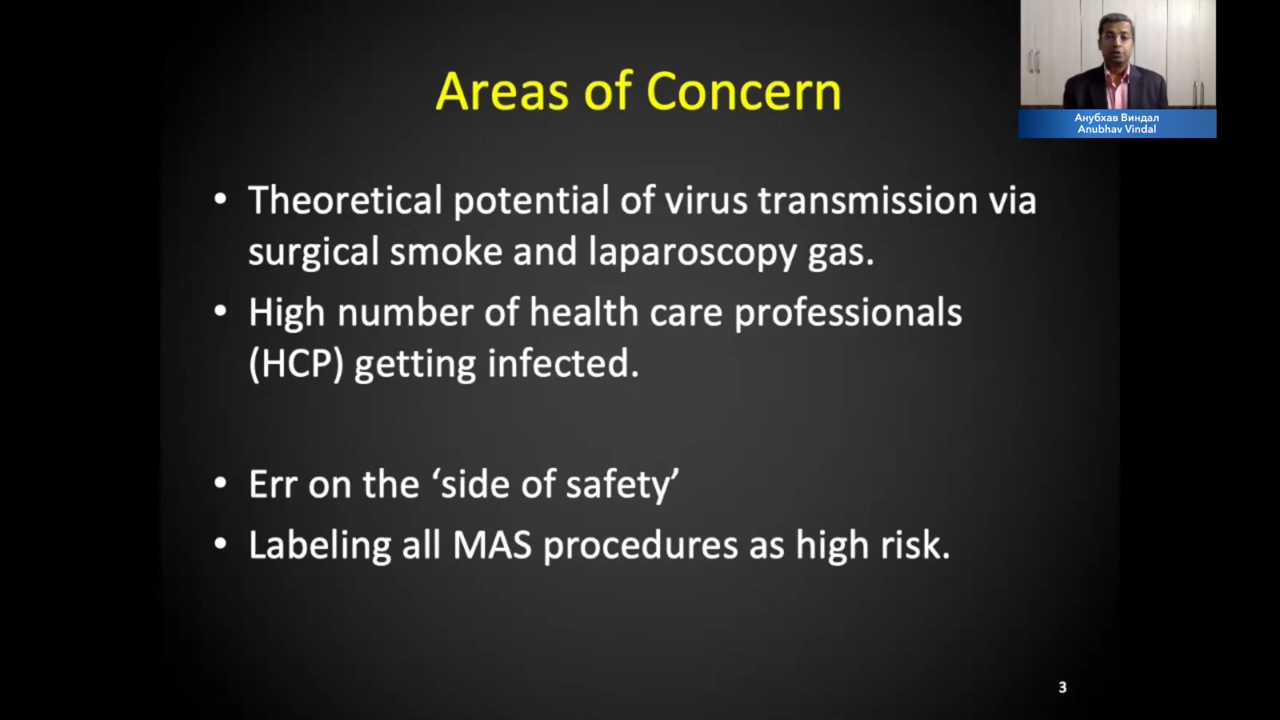 Areas of Concern
Анубхав Виндал
Anubhav Vindal
• Theoretical potential of virus transmission via
surgical smoke and laparoscopy gas.
• High number of health care professionals
(HCP) getting infected.
• Err on the ‘side of safety’
• Labeling all MAS procedures as high risk.
3